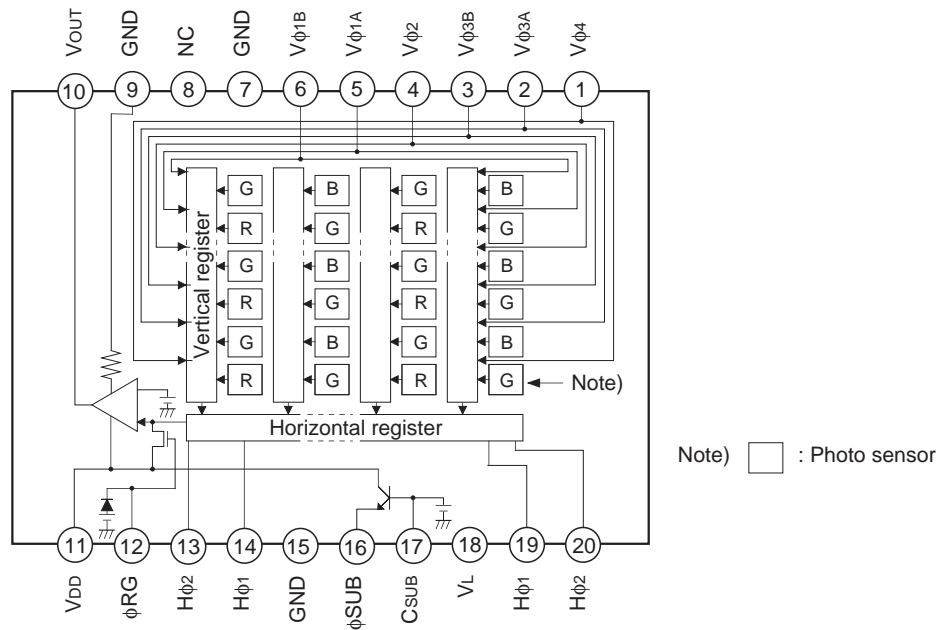 VOUT GND NC GND Vϕ1B Vϕ1A Vϕ2 Vϕ3B Vϕ3A Vϕ4
10 9 8 7 6 5 4 3 2 1
Vertical register
G B G B
R G R G
G B G B
R G R G
G B G B
R G R G
Note)
Horizontal register
Note) : Photo sensor
11 12 13 14 15 16 17 18 19 20
VDD ϕRG Hϕ2 Hϕ1 GND ϕSUB CSUB VL Hϕ1 Hϕ2